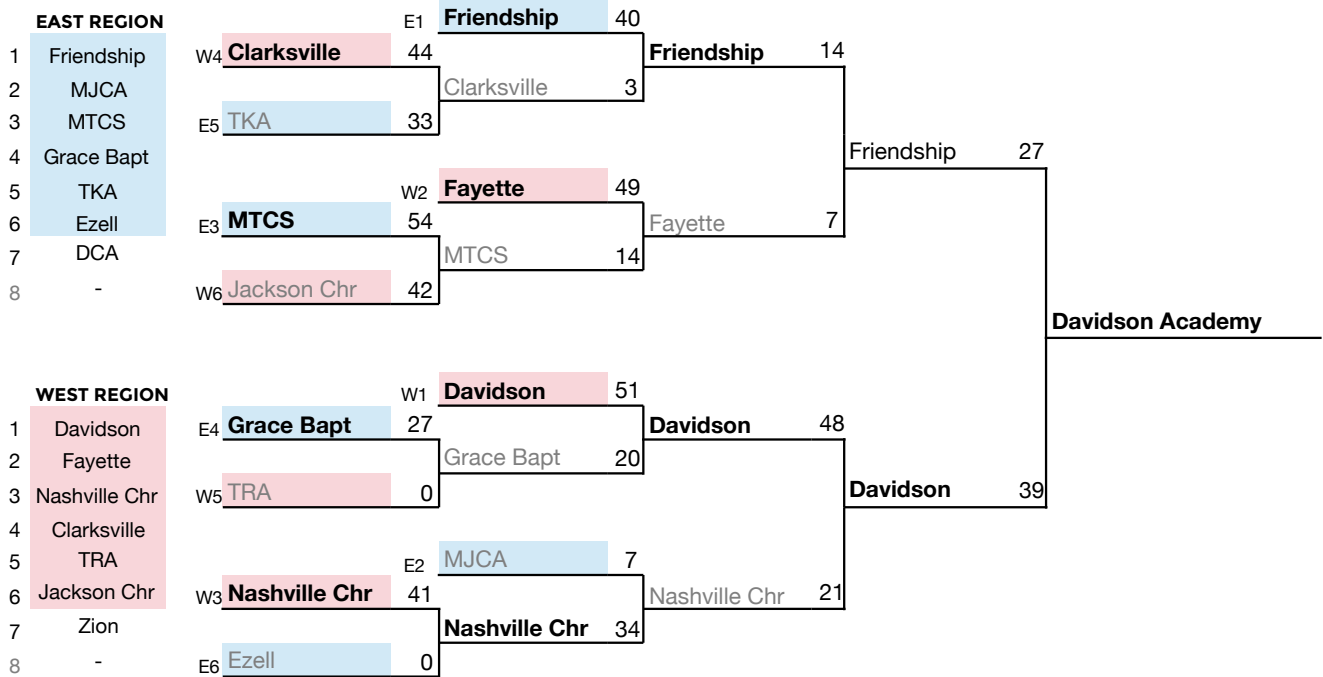 EAST REGION
1 Friendship
2 MJCA
3 MTCS
4 Grace Bapt
5 TKA
6 Ezell
7 DCA
8 -
WEST REGION
1 Davidson
2 Fayette
3 Nashville Chr
4 Clarksville
5 TRA
6 Jackson Chr
7 Zion
8 -
W4 Clarksville 44
E5 TKA 33
E3 MTCS 54
W6 Jackson Chr 42
E4 Grace Bapt 27
W5 TRA 0
W3 Nashville Chr 41
E6 Ezell 0
E1 Friendship 40
Clarksville 3
W2 Fayette 49
MTCS 14
W1 Davidson 51
Grace Bapt 20
E2 MJCA 7
Nashville Chr 34
Friendship 14
Fayette 7
Davidson 48
Nashville Chr 21
Friendship 27
Davidson 39
Davidson Academy